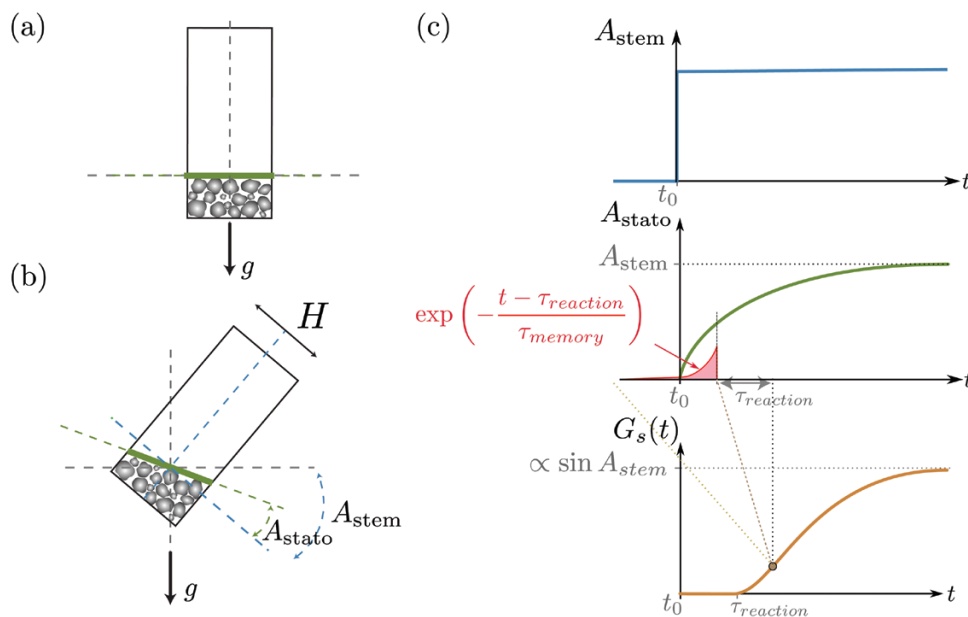 (a)
g
(b)
H
A_stem
A_stato
g
(c)
A_stem
t_0
t
A_stato
A_stem
exp(−(t − τ_reaction)/τ_memory)
t_0
τ_reaction
t
G_s(t)
∝ sin A_stem
t_0
τ_reaction
t